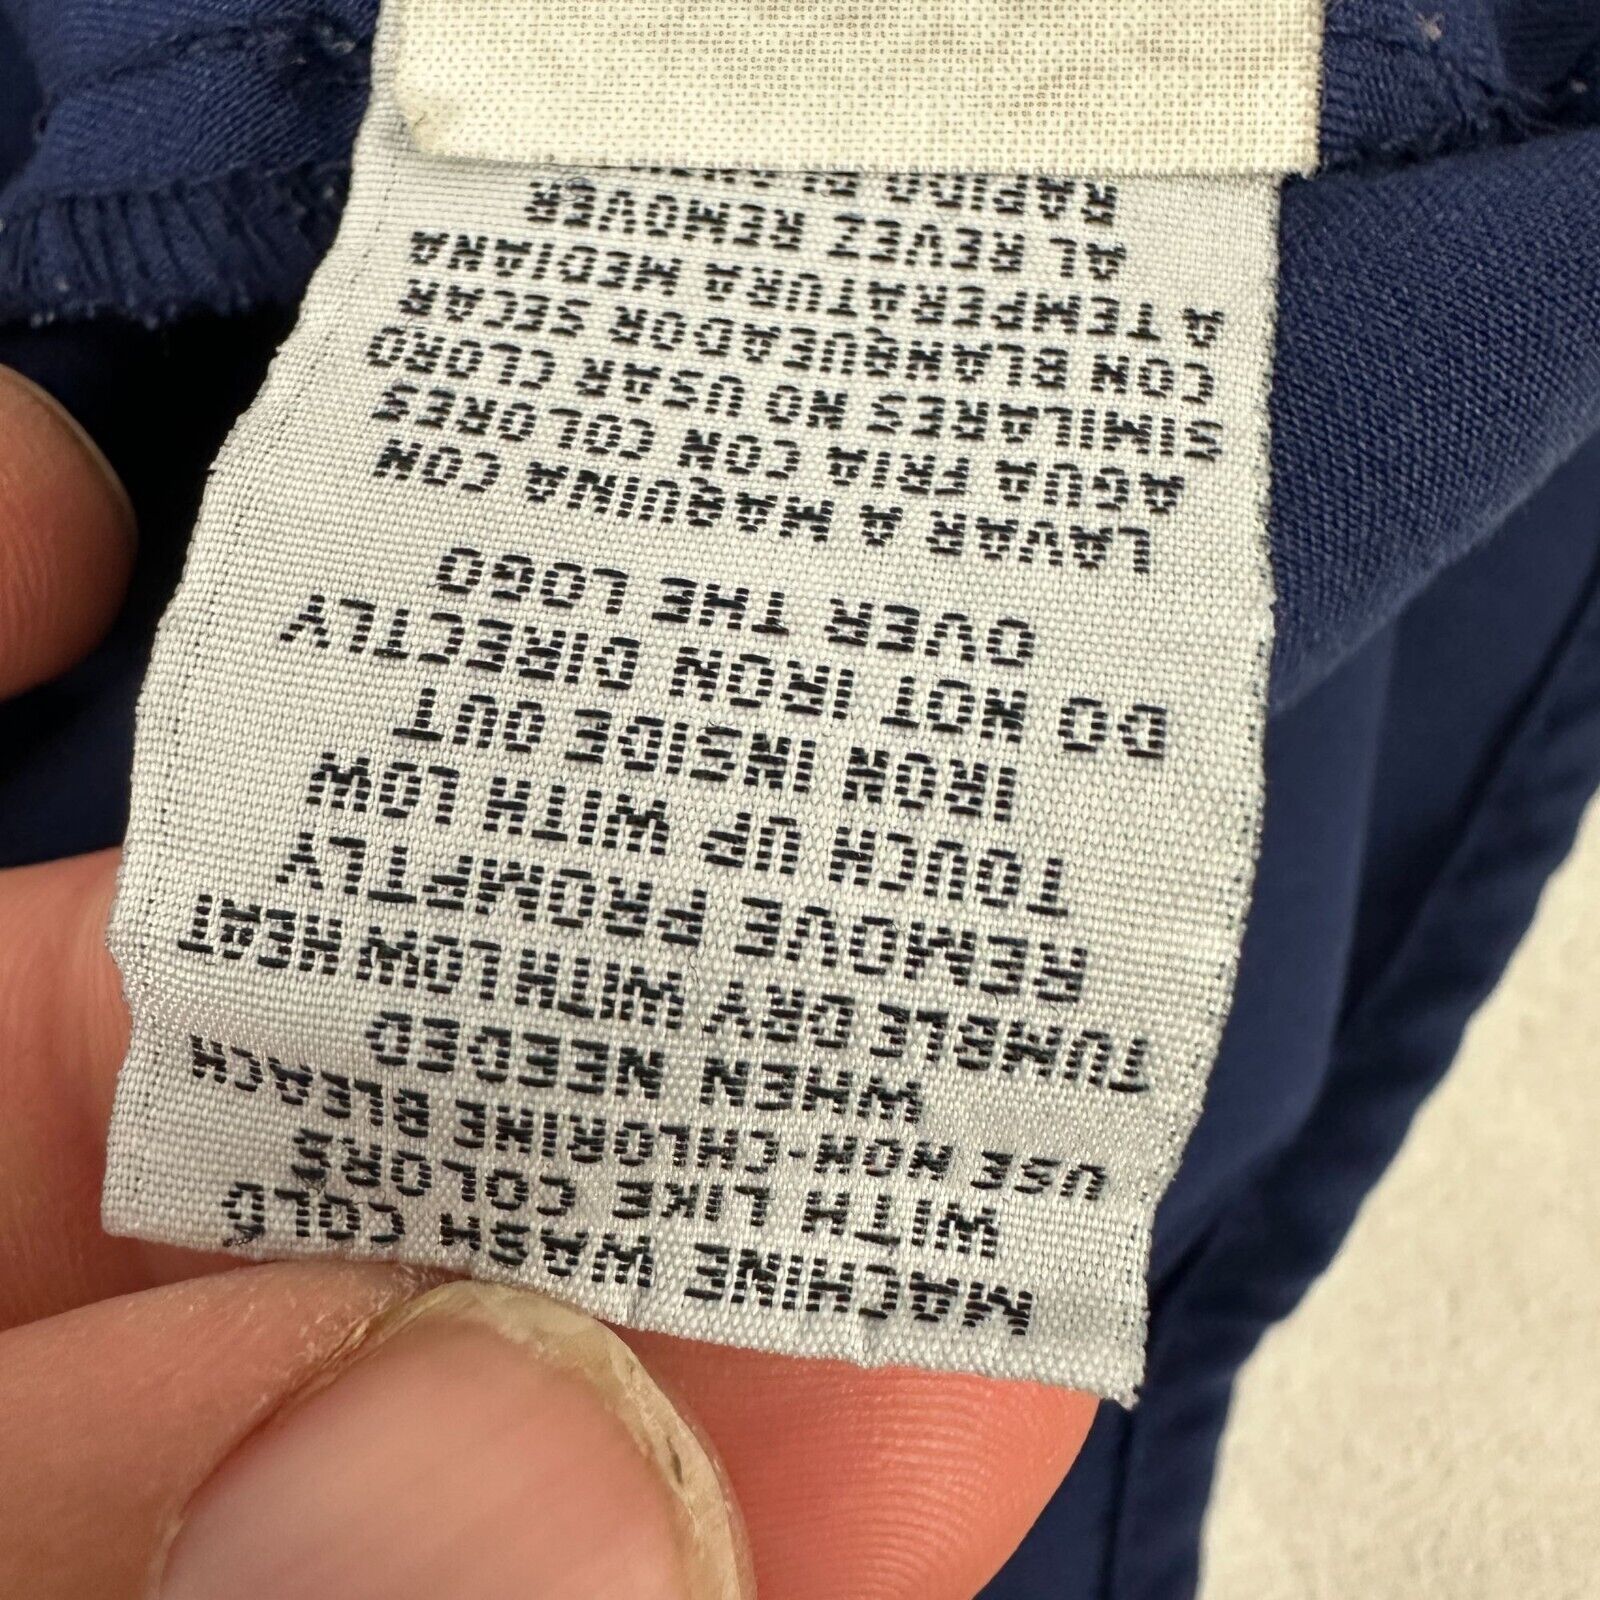 MACHINE WASH COLD
WITH LIKE COLORS
USE NON-CHLORINE BLEACH
WHEN NEEDED
TUMBLE DRY WITH LOW HEAT
REMOVE PROMPTLY
TOUCH UP WITH LOW
IRON INSIDE OUT
DO NOT IRON DIRECTLY
OVER THE LOGO
LAVAR A MAQUINA CON
AGUA FRIA CON COLORES
SIMILARES NO USAR CLORO
CON BLANQUEADOR SECAR
A TEMPERATURA MEDIANA
AL REVEZ REMOVER
RAPIDO